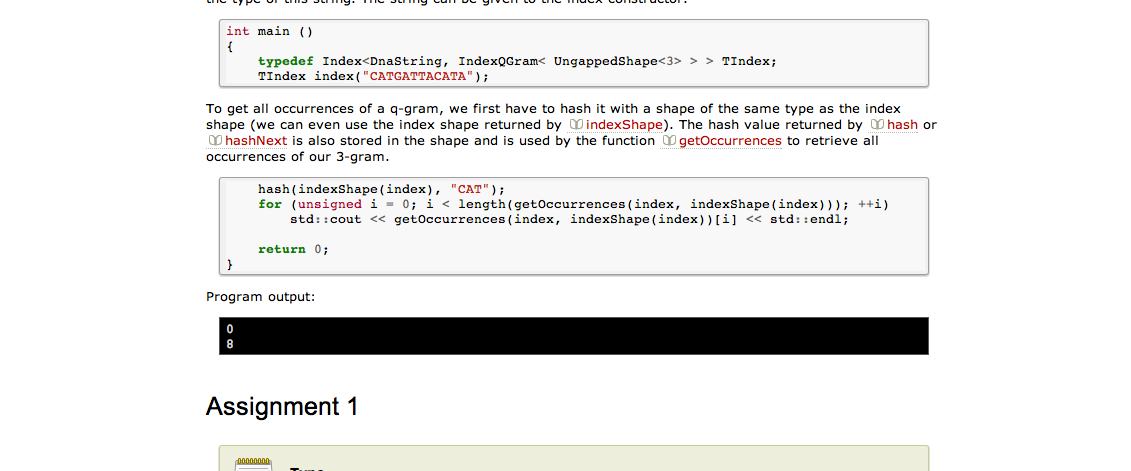 the type of this string. The string can be given to the index constructor.
int main ()
{
    typedef Index<DnaString, IndexQGram< UngappedShape<3> > > TIndex;
    TIndex index("CATGATTACATA");
To get all occurrences of a q-gram, we first have to hash it with a shape of the same type as the index
shape (we can even use the index shape returned by indexShape). The hash value returned by hash or
hashNext is also stored in the shape and is used by the function getOccurrences to retrieve all
occurrences of our 3-gram.
    hash(indexShape(index), "CAT");
    for (unsigned i = 0; i < length(getOccurrences(index, indexShape(index))); ++i)
        std::cout << getOccurrences(index, indexShape(index))[i] << std::endl;
    return 0;
}
Program output:
0
8
Assignment 1